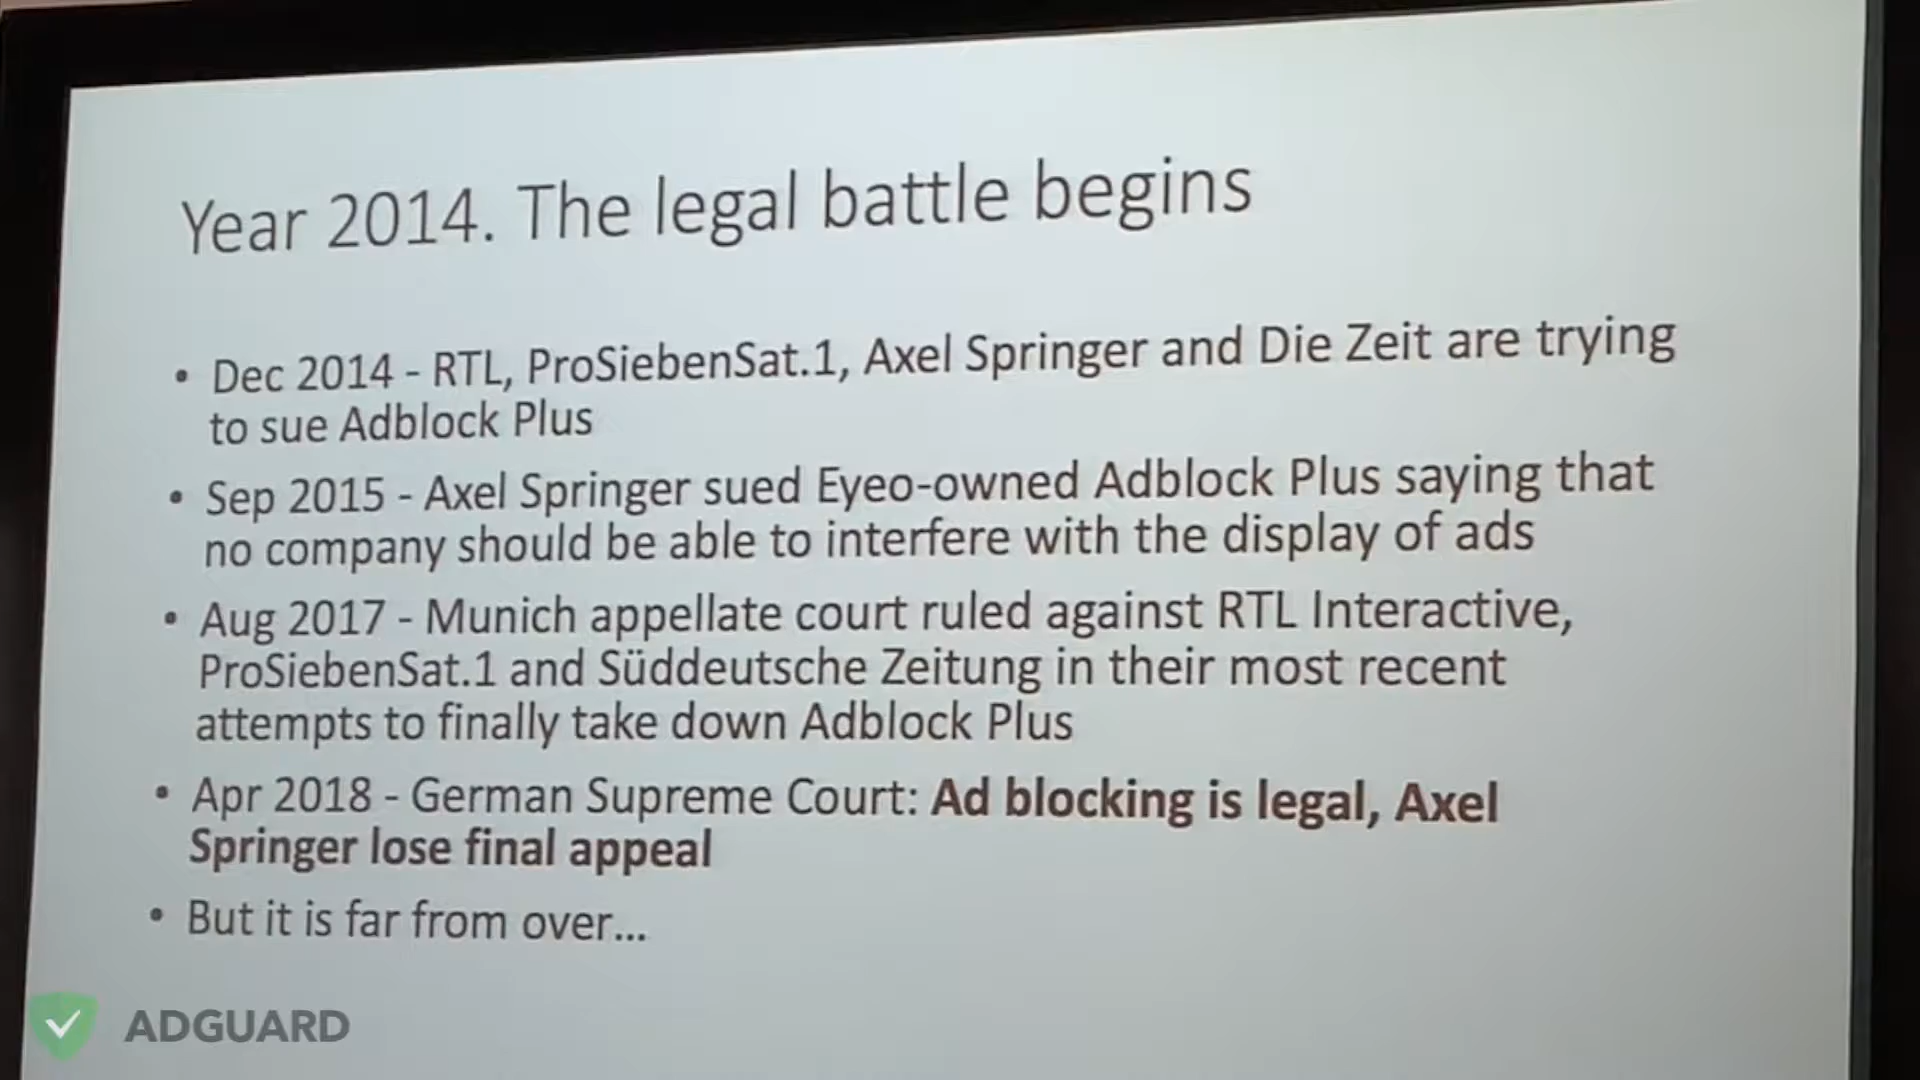 Year 2014. The legal battle begins
• Dec 2014 - RTL, ProSiebenSat.1, Axel Springer and Die Zeit are trying
to sue Adblock Plus
• Sep 2015 - Axel Springer sued Eyeo-owned Adblock Plus saying that
no company should be able to interfere with the display of ads
• Aug 2017 - Munich appellate court ruled against RTL Interactive,
ProSiebenSat.1 and Süddeutsche Zeitung in their most recent
attempts to finally take down Adblock Plus
• Apr 2018 - German Supreme Court: Ad blocking is legal, Axel
Springer lose final appeal
• But it is far from over...
ADGUARD